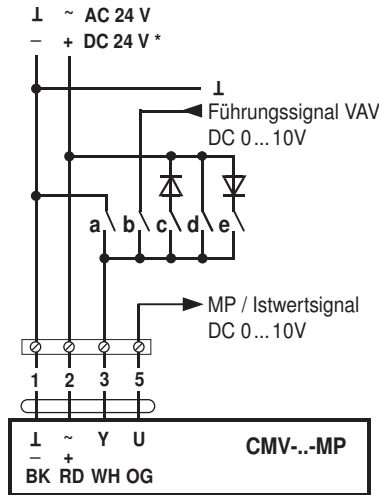 ⊥ ~ AC 24 V
– + DC 24 V *
⊥
Führungssignal VAV
DC 0...10V
a b c d e
MP / Istwertsignal
DC 0...10V
1 2 3 5
⊥ ~ Y U
– +
CMV-..-MP
BK RD WH OG